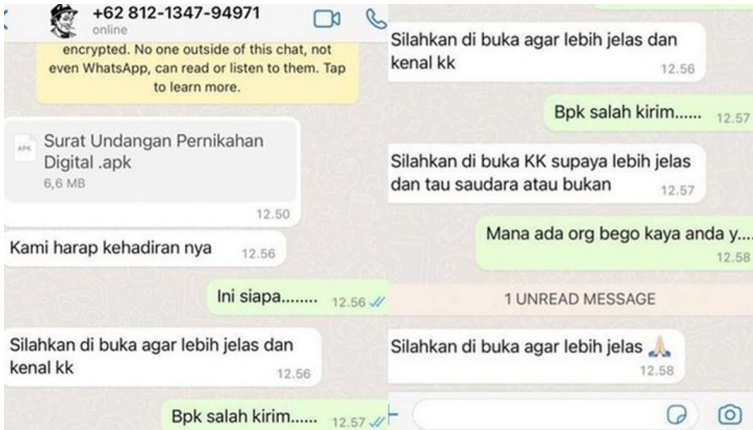 +62 812-1347-94971
online
encrypted. No one outside of this chat, not
even WhatsApp, can read or listen to them. Tap
to learn more.
APK
Surat Undangan Pernikahan
Digital .apk
6,6 MB
12.50
Kami harap kehadiran nya 12.56
Ini siapa........ 12.56
Silahkan di buka agar lebih jelas dan
kenal kk
12.56
Bpk salah kirim...... 12.57
Silahkan di buka agar lebih jelas dan
kenal kk
12.56
Bpk salah kirim...... 12.57
Silahkan di buka KK supaya lebih jelas
dan tau saudara atau bukan 12.57
Mana ada org bego kaya anda y....
12.58
1 UNREAD MESSAGE
Silahkan di buka agar lebih jelas 🙏🏻
12.58